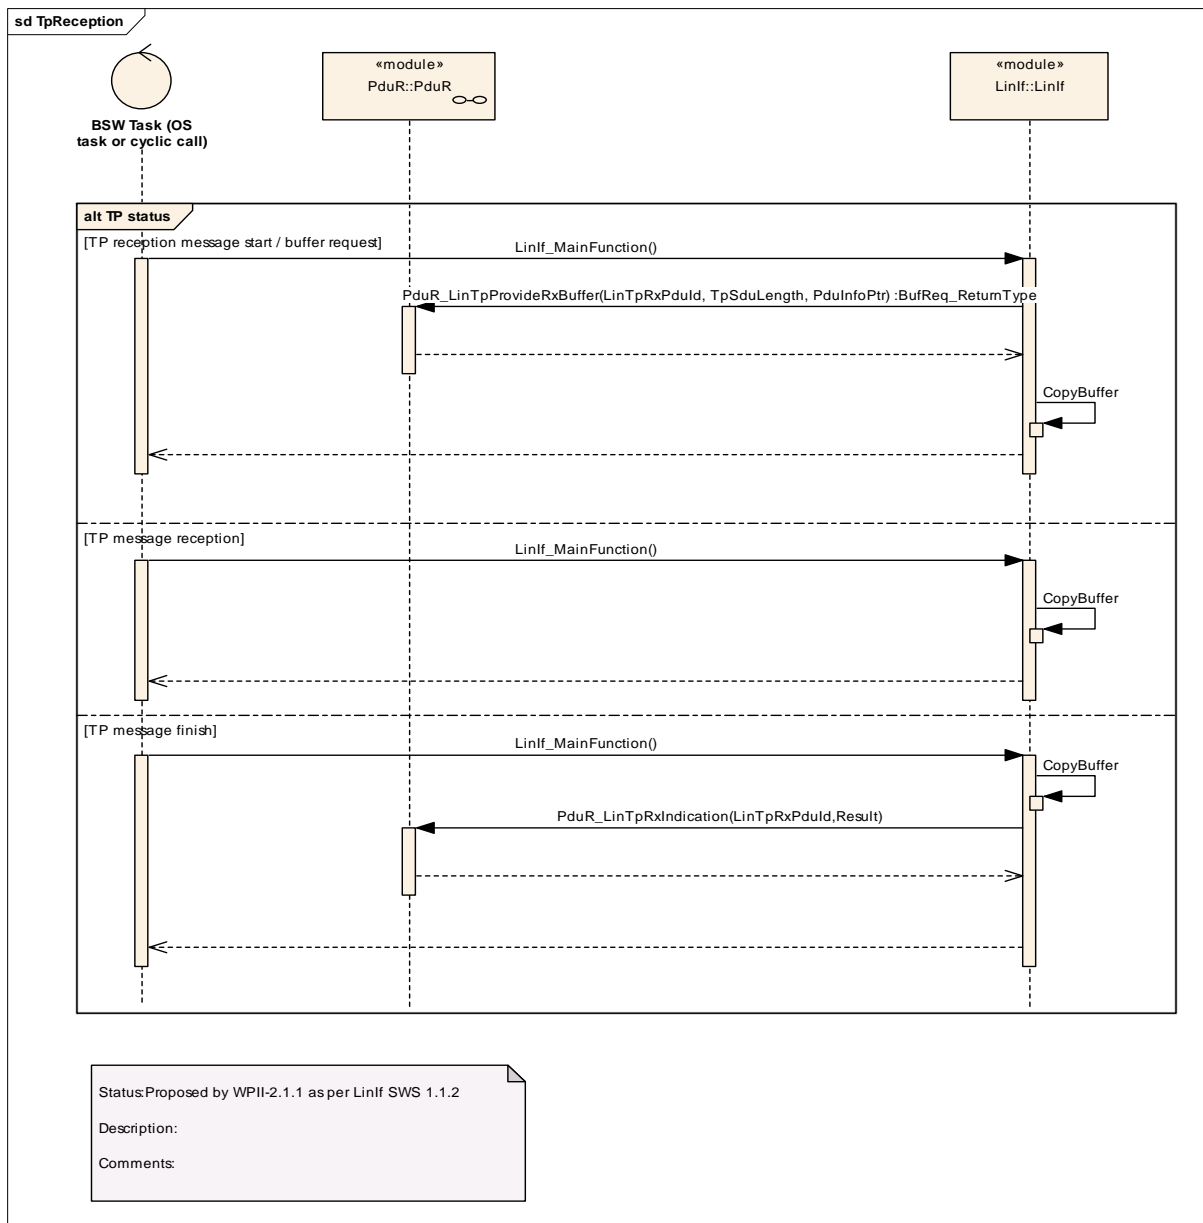 sd TpReception
BSW Task (OS
task or cyclic call)
«module»
PduR::PduR
«module»
LinIf::LinIf
alt TP status
[TP reception message start / buffer request]
LinIf_MainFunction()
PduR_LinTpProvideRxBuffer(LinTpRxPduId, TpSduLength, PduInfoPtr) :BufReq_ReturnType
CopyBuffer
[TP message reception]
LinIf_MainFunction()
CopyBuffer
[TP message finish]
LinIf_MainFunction()
CopyBuffer
PduR_LinTpRxIndication(LinTpRxPduId,Result)
Status:Proposed by WPII-2.1.1 as per LinIf SWS 1.1.2
Description:
Comments: